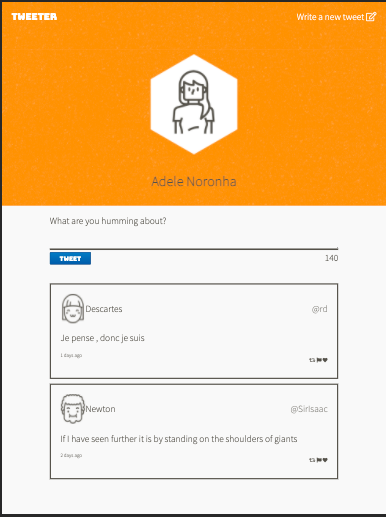 TWEETER
Write a new tweet
Adele Noronha
What are you humming about?
TWEET 140
Descartes @rd
Je pense , donc je suis
1 days ago
Newton @SirIsaac
If I have seen further it is by standing on the shoulders of giants
2 days ago